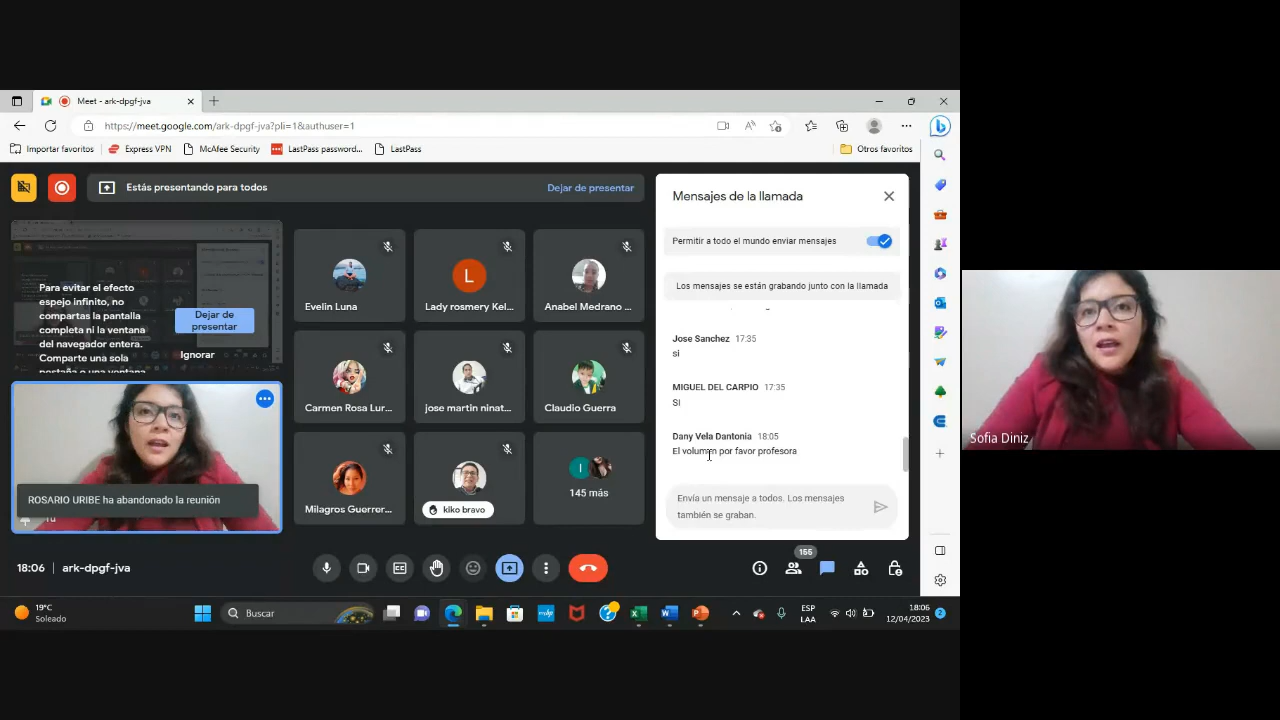 Meet - ark-dpgf-jva
https://meet.google.com/ark-dpgf-jva?pli=1&authuser=1
Importar favoritos
Express VPN
McAfee Security
LastPass password...
LastPass
Otros favoritos
Estás presentando para todos
Dejar de presentar
Para evitar el efecto
espejo infinito, no
compartas la pantalla
completa ni la ventana
del navegador entera.
Comparte una sola
Dejar de
presentar
Ignorar
Evelin Luna
L
Lady rosmery Kel...
Anabel Medrano ...
Carmen Rosa Lur...
jose martin ninat...
Claudio Guerra
Milagros Guerrer...
kiko bravo
I
145 más
ROSARIO URIBE ha abandonado la reunión
Tú
Mensajes de la llamada
Permitir a todo el mundo enviar mensajes
Los mensajes se están grabando junto con la llamada
Jose Sanchez 17:35
si
MIGUEL DEL CARPIO 17:35
SI
Dany Vela Dantonia 18:05
El volumen por favor profesora
Envía un mensaje a todos. Los mensajes
también se graban.
18:06 | ark-dpgf-jva
155
19°C
Soleado
Buscar
ESP
LAA
18:06
12/04/2023
2
Sofia Diniz